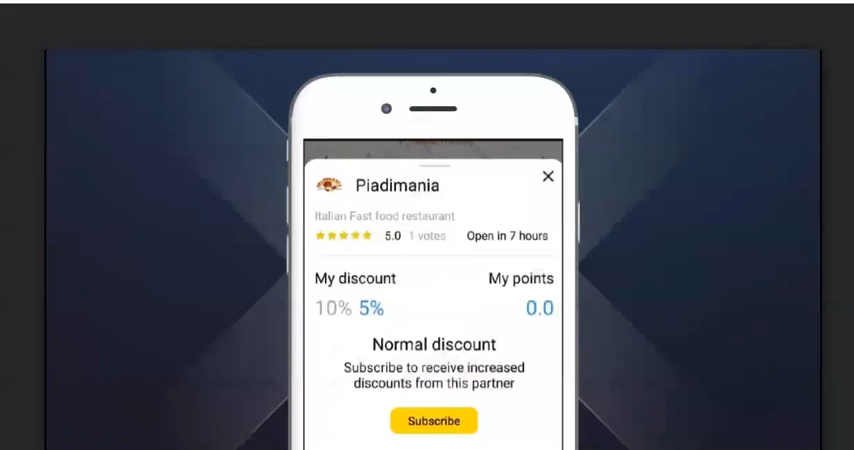 Piadimania
Italian Fast food restaurant
5.0 1 votes Open in 7 hours
My discount My points
10% 5% 0.0
Normal discount
Subscribe to receive increased
discounts from this partner
Subscribe